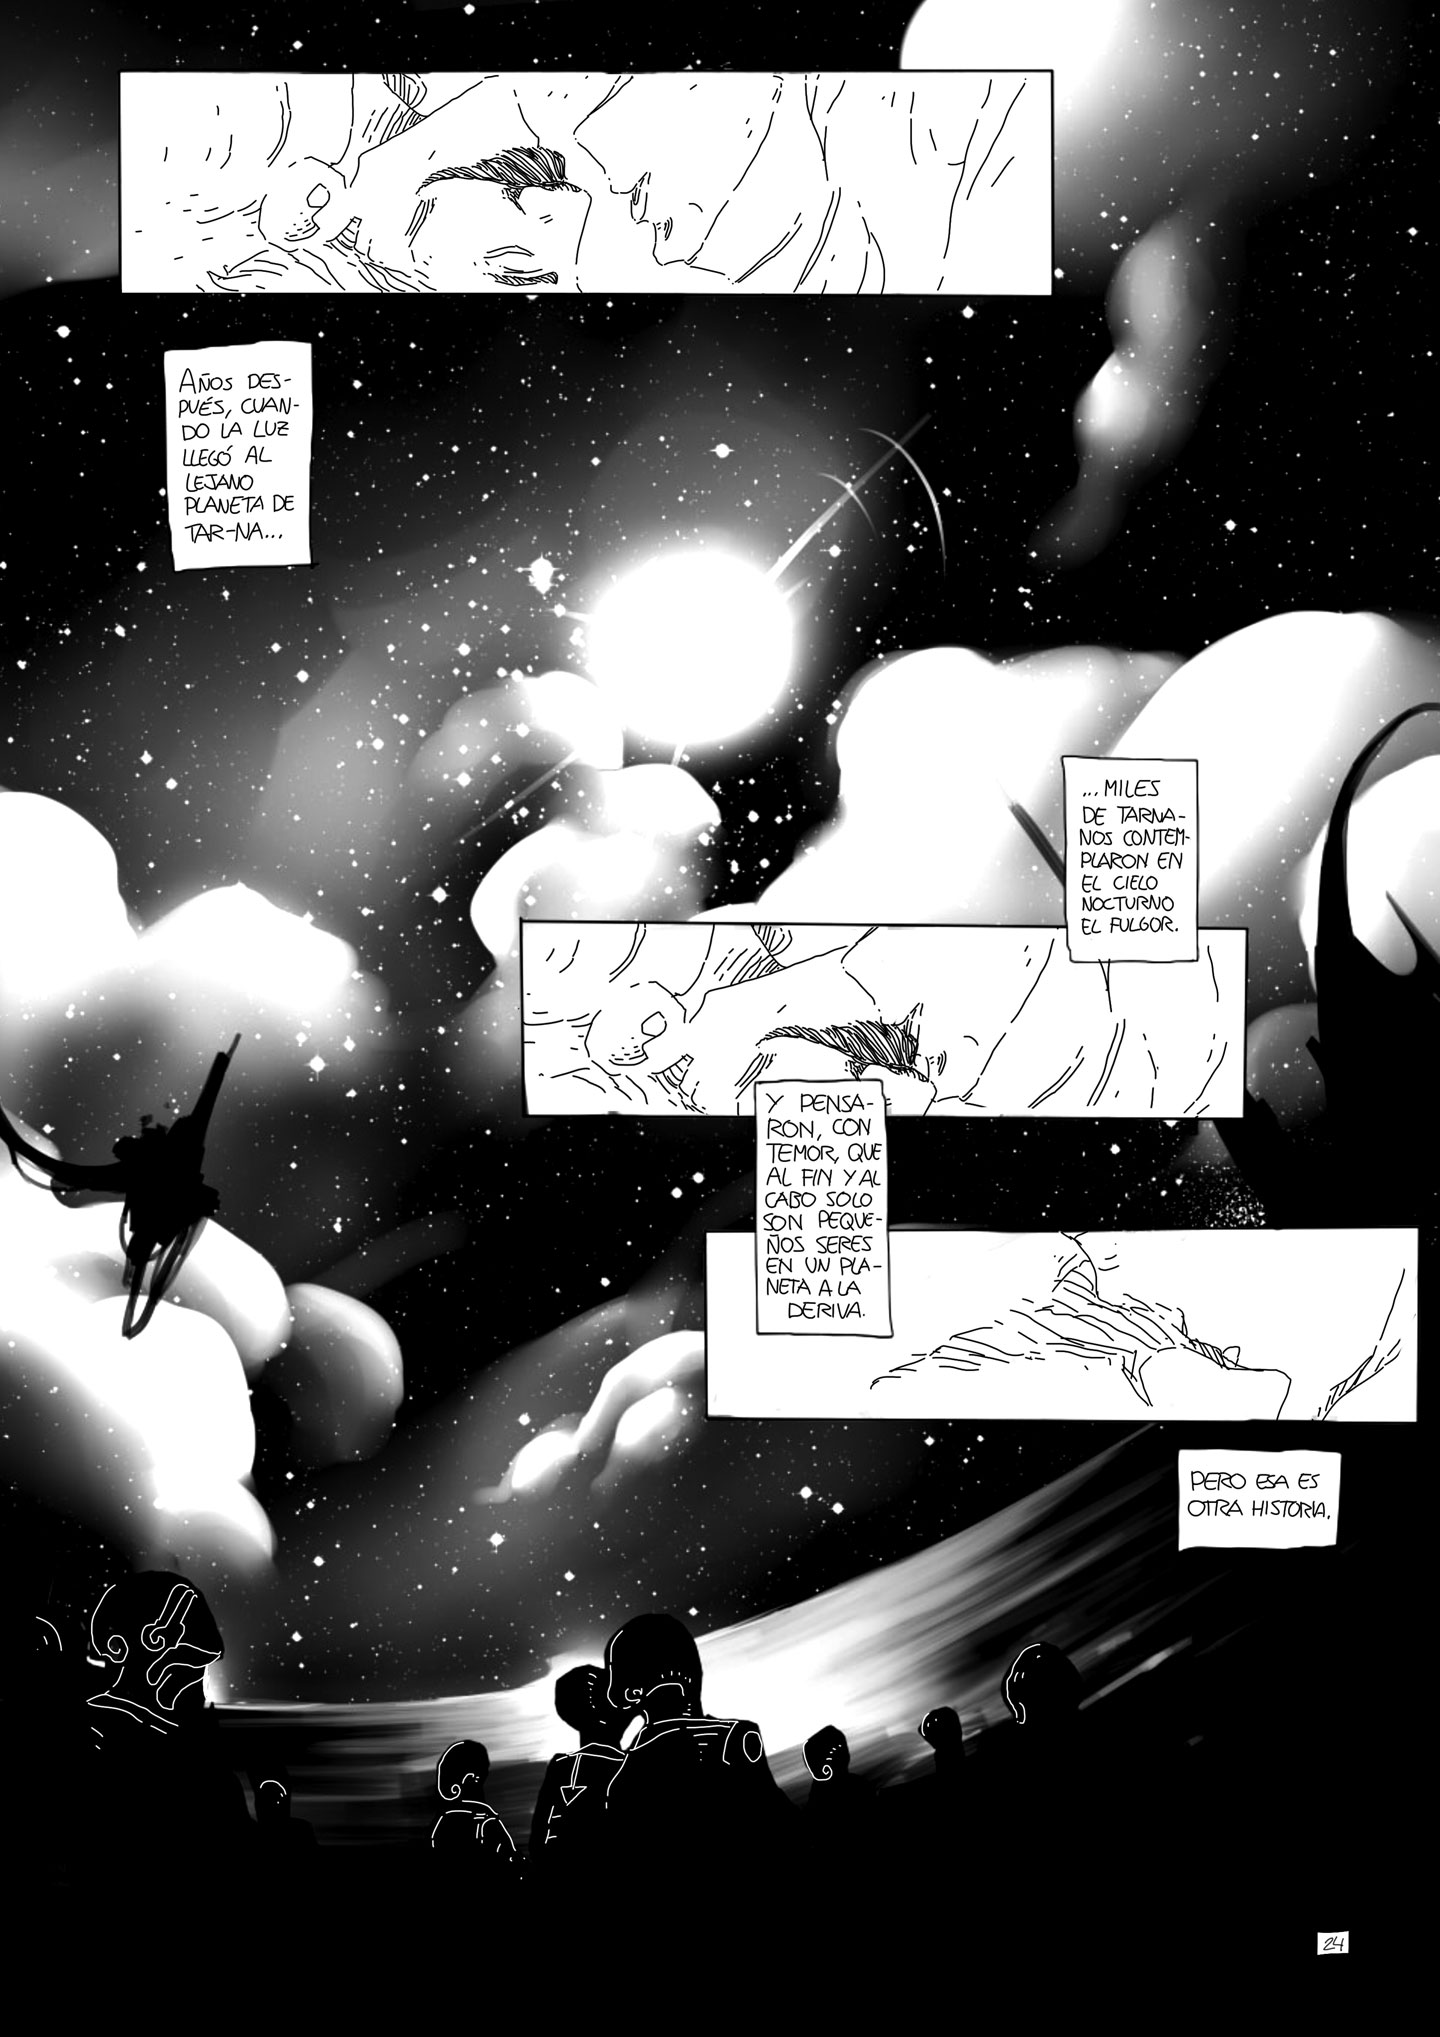 AÑOS DES-
PUÉS, CUAN-
DO LA LUZ
LLEGÓ AL
LEJANO
PLANETA DE
TAR-NA...
...MILES
DE TARNA-
NOS CONTEM-
PLARON EN
EL CIELO
NOCTURNO
EL FULGOR.
Y PENSA-
RON, CON
TEMOR, QUE
AL FIN Y AL
CABO SOLO
SON PEQUE-
ÑOS SERES
EN UN PLA-
NETA A LA
DERIVA.
PERO ESA ES
OTRA HISTORIA.
24